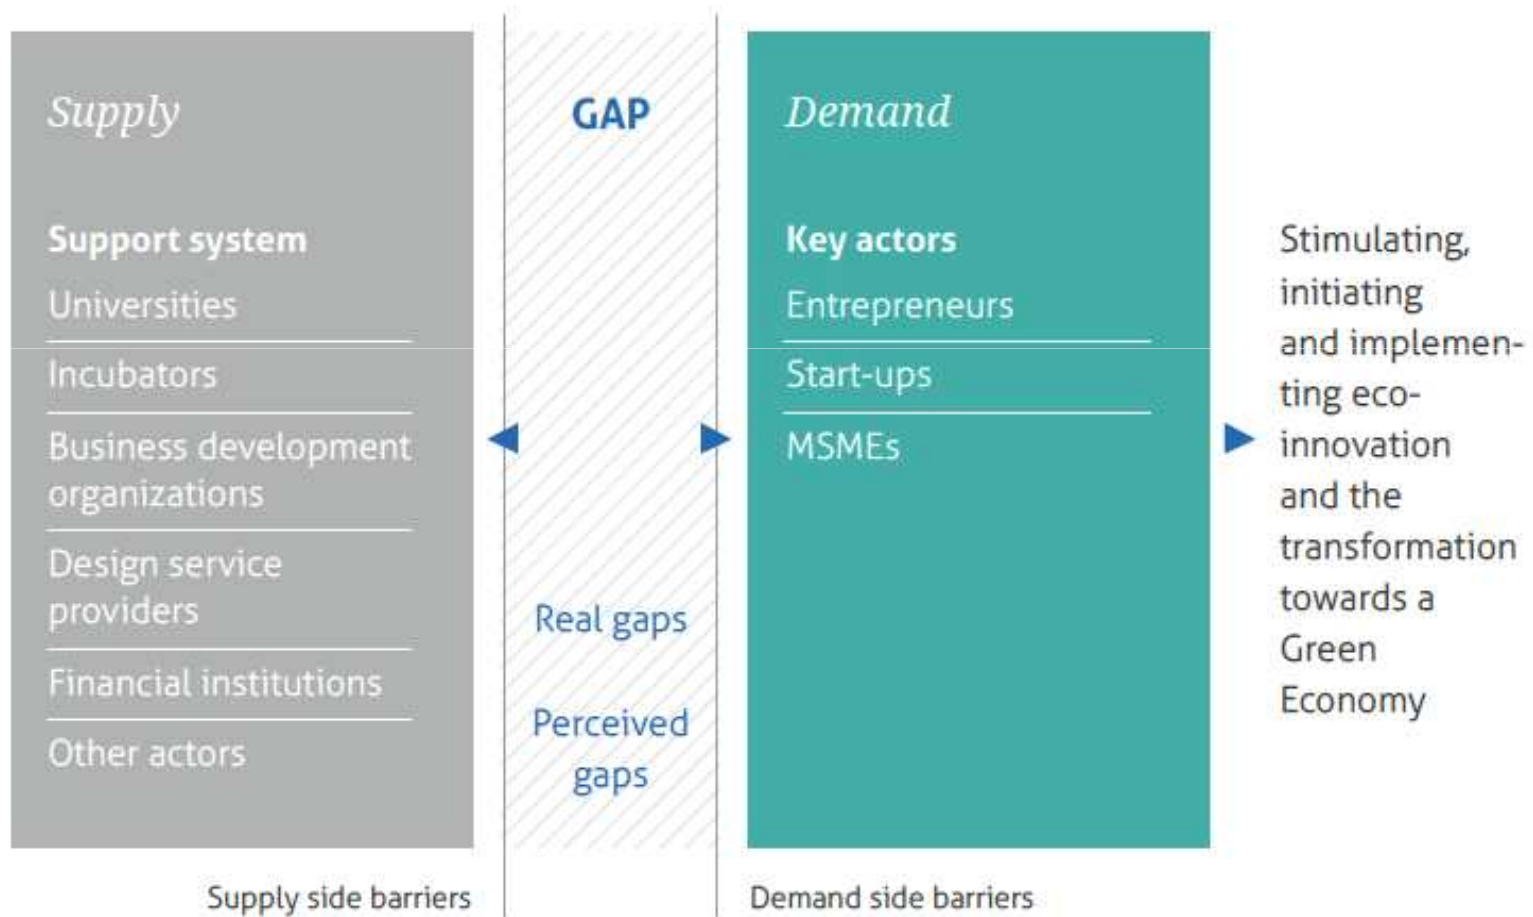 Supply
Support system
Universities
Incubators
Business development
organizations
Design service
providers
Financial institutions
Other actors
Supply side barriers
GAP
Real gaps
Perceived
gaps
Demand
Key actors
Entrepreneurs
Start-ups
MSMEs
Demand side barriers
Stimulating,
initiating
and implemen-
ting eco-
innovation
and the
transformation
towards a
Green
Economy